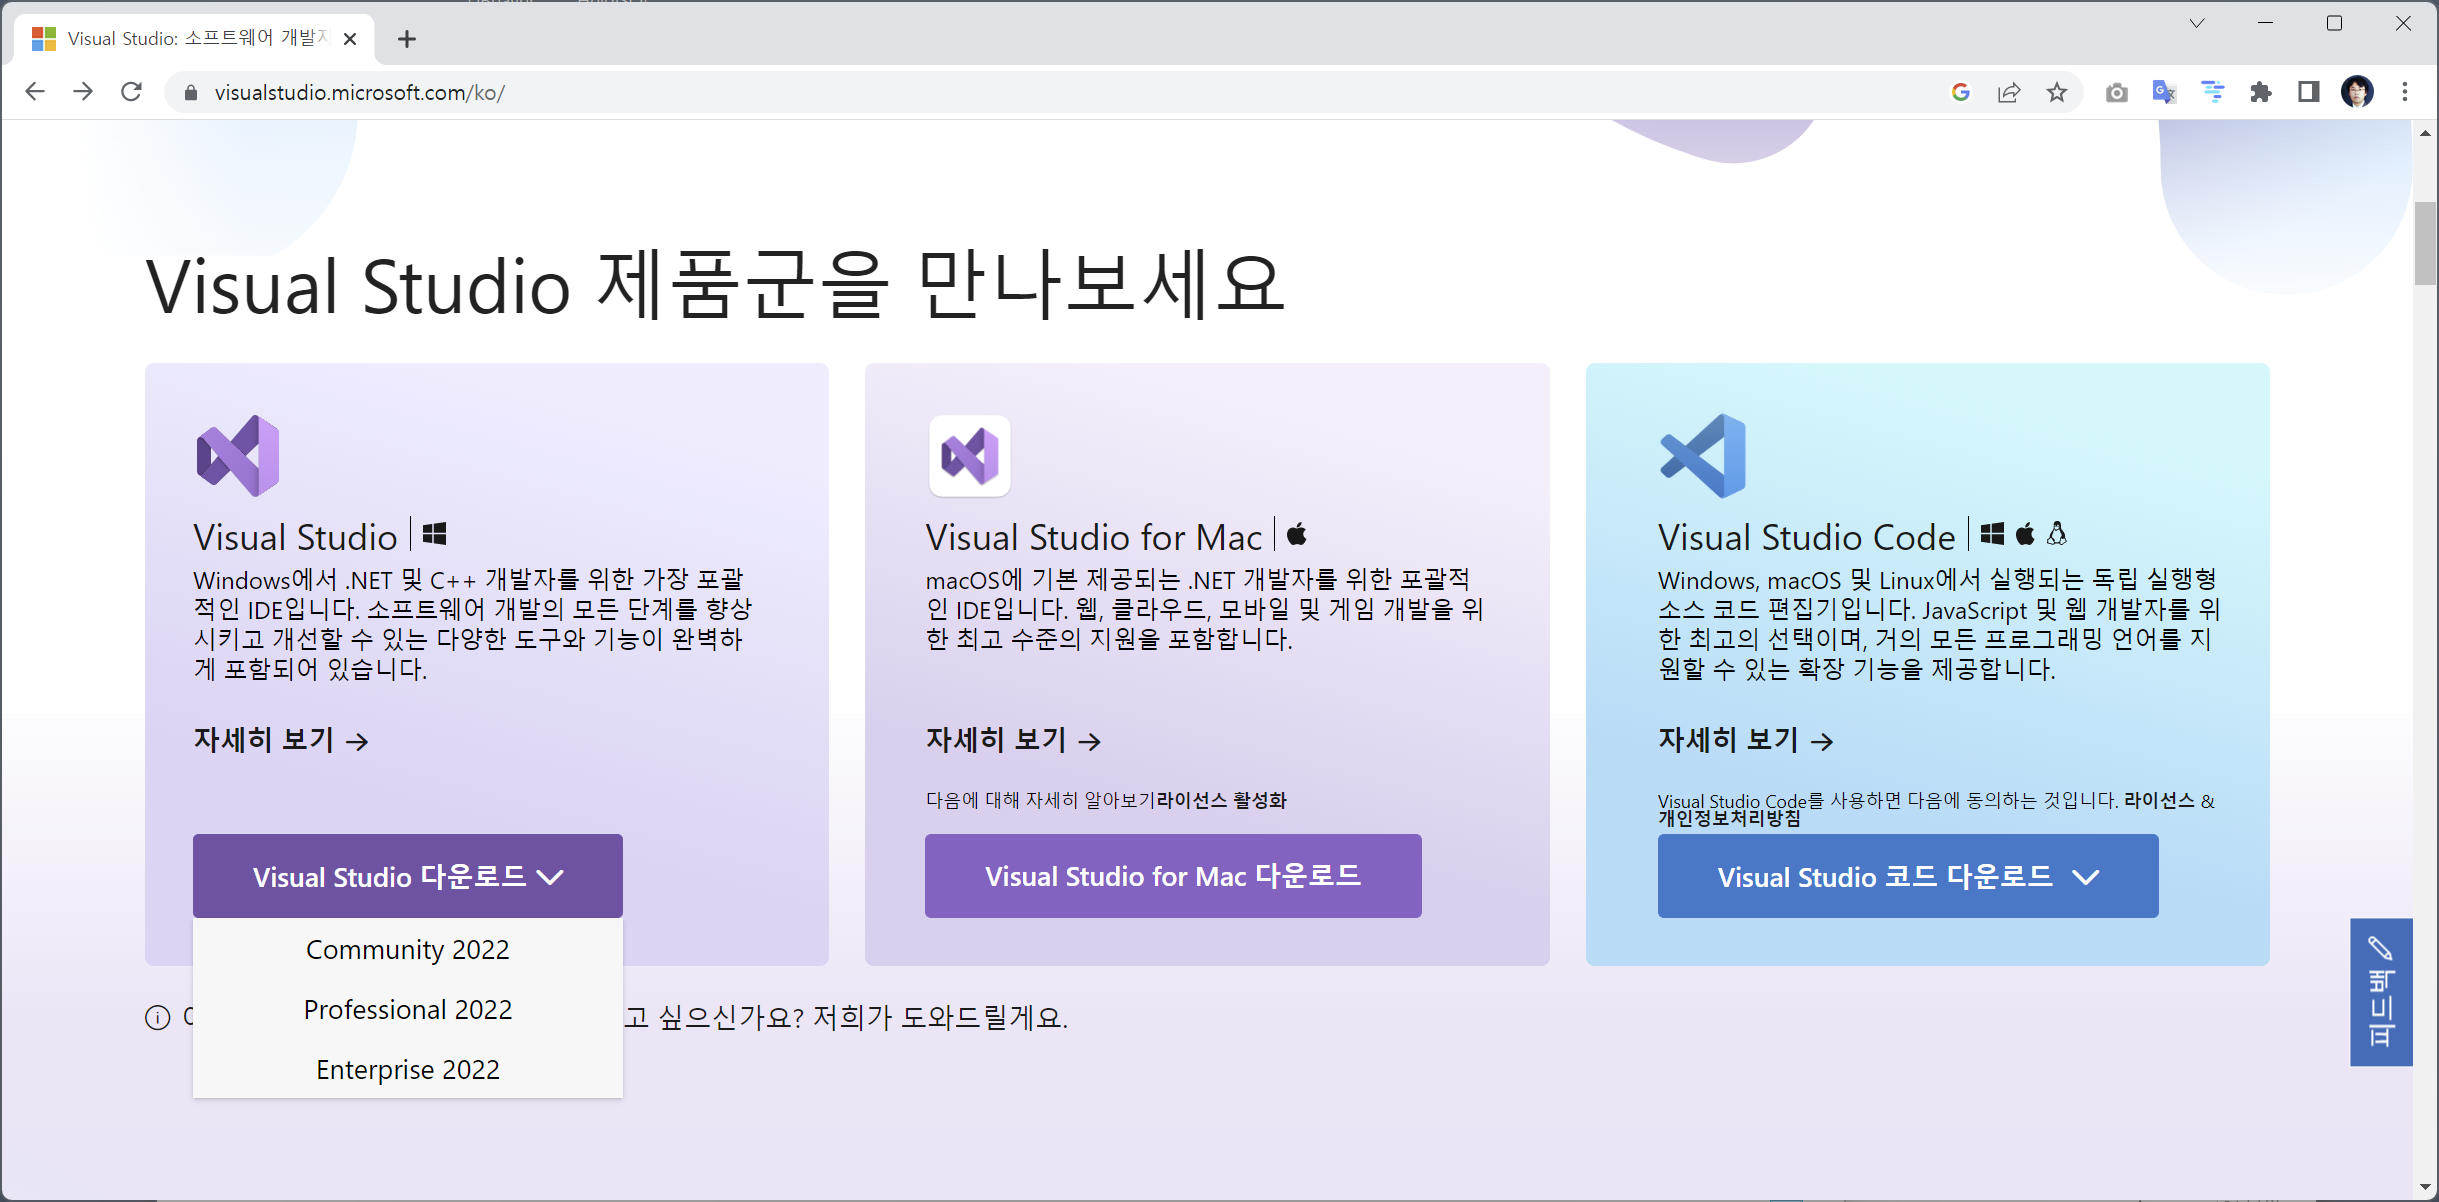 Visual Studio: 소프트웨어 개발자
visualstudio.microsoft.com/ko/
Visual Studio 제품군을 만나보세요
Visual Studio
Windows에서 .NET 및 C++ 개발자를 위한 가장 포괄
적인 IDE입니다. 소프트웨어 개발의 모든 단계를 향상
시키고 개선할 수 있는 다양한 도구와 기능이 완벽하
게 포함되어 있습니다.
자세히 보기
Visual Studio 다운로드
Community 2022
Professional 2022
Enterprise 2022
Visual Studio for Mac
macOS에 기본 제공되는 .NET 개발자를 위한 포괄적
인 IDE입니다. 웹, 클라우드, 모바일 및 게임 개발을 위
한 최고 수준의 지원을 포함합니다.
자세히 보기
다음에 대해 자세히 알아보기라이선스 활성화
Visual Studio for Mac 다운로드
Visual Studio Code
Windows, macOS 및 Linux에서 실행되는 독립 실행형
소스 코드 편집기입니다. JavaScript 및 웹 개발자를 위
한 최고의 선택이며, 거의 모든 프로그래밍 언어를 지
원할 수 있는 확장 기능을 제공합니다.
자세히 보기
Visual Studio Code를 사용하면 다음에 동의하는 것입니다. 라이선스 &
개인정보처리방침
Visual Studio 코드 다운로드
고 싶으신가요? 저희가 도와드릴게요.
피드백